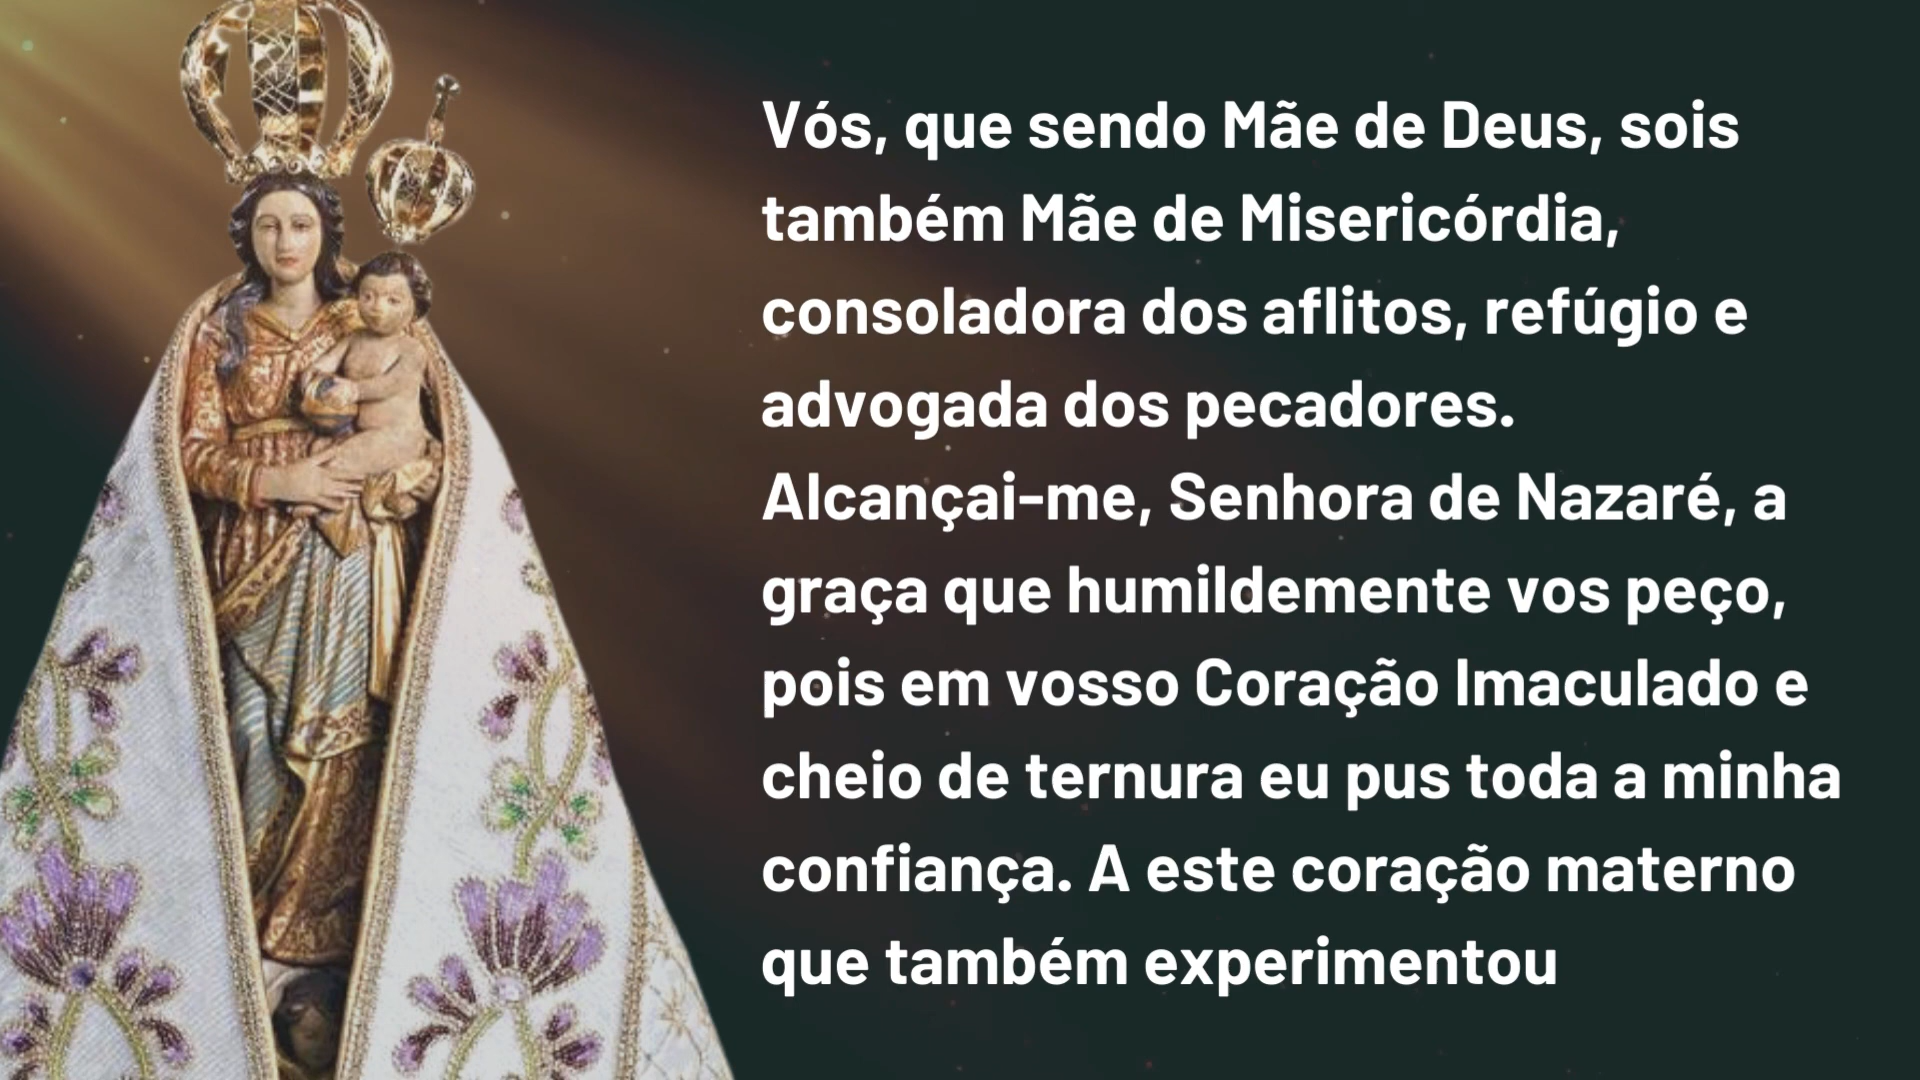 Vós, que sendo Mãe de Deus, sois
também Mãe de Misericórdia,
consoladora dos aflitos, refúgio e
advogada dos pecadores.
Alcançai-me, Senhora de Nazaré, a
graça que humildemente vos peço,
pois em vosso Coração Imaculado e
cheio de ternura eu pus toda a minha
confiança. A este coração materno
que também experimentou